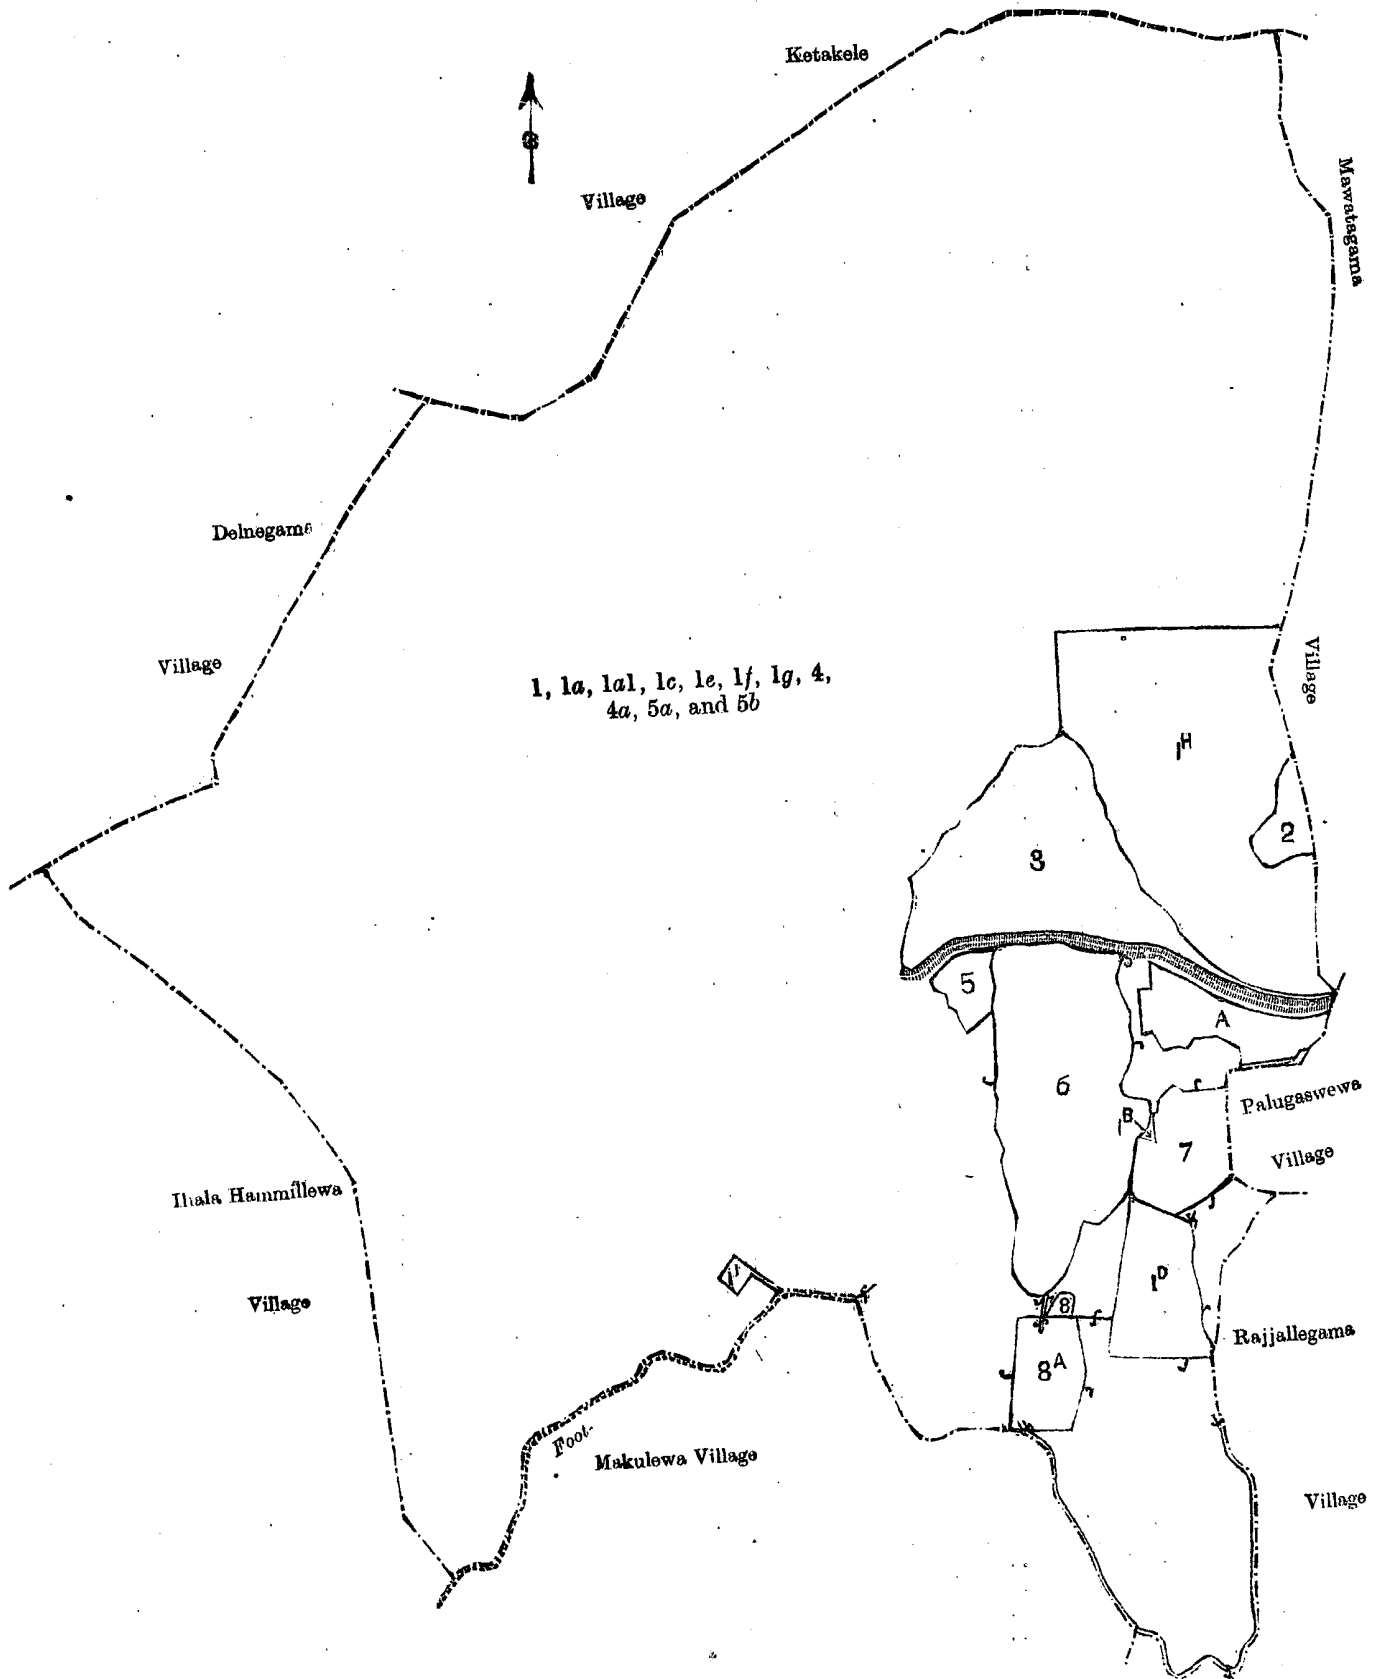 Ketakele
Village
Mawatagama
Delnegama
Village
1, 1a, 1a1, 1c, 1e, 1f, 1g, 4,
4a, 5a, and 5b
Village
1H
2
3
5
A
6
Palugaswewa
1B
7
Village
Ihala Hammillewa
Village
1D
8
Rajjallegama
8A
Foot-
Makulewa Village
Village